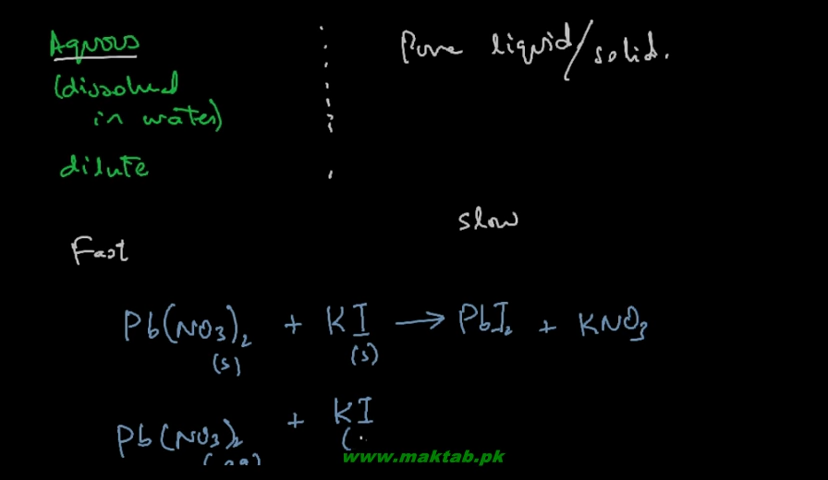 Aqueous
Pure liquid/solid.
(dissolved
in water)
dilute
slow
Fast
Pb(NO3)2 + KI → PbI2 + KNO3
(s) (s)
Pb(NO3)2 + KI
(aq) (
www.maktab.pk